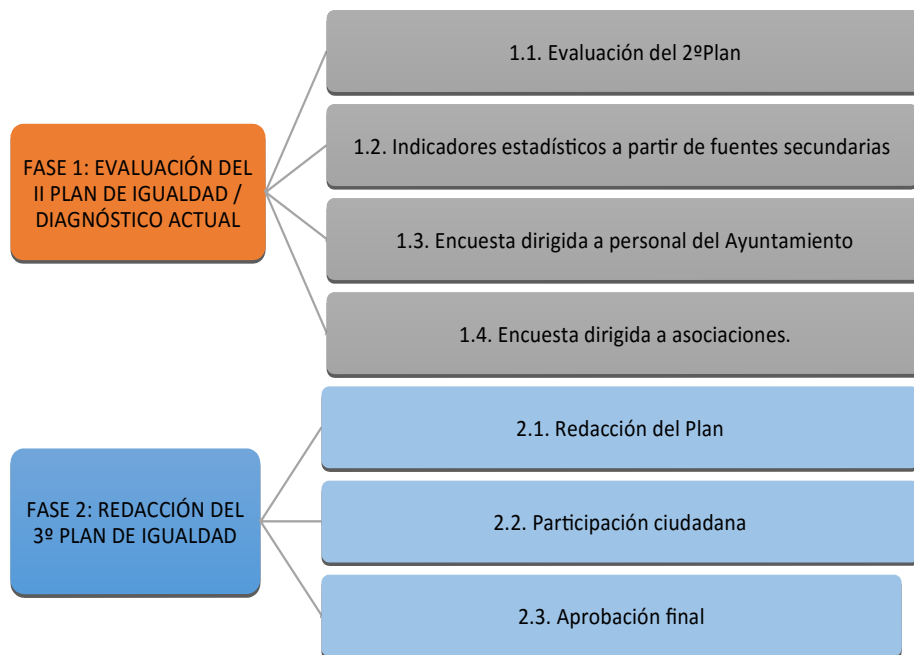 FASE 1: EVALUACIÓN DEL
II PLAN DE IGUALDAD /
DIAGNÓSTICO ACTUAL
1.1. Evaluación del 2ºPlan
1.2. Indicadores estadísticos a partir de fuentes secundarias
1.3. Encuesta dirigida a personal del Ayuntamiento
1.4. Encuesta dirigida a asociaciones.
FASE 2: REDACCIÓN DEL
3º PLAN DE IGUALDAD
2.1. Redacción del Plan
2.2. Participación ciudadana
2.3. Aprobación final